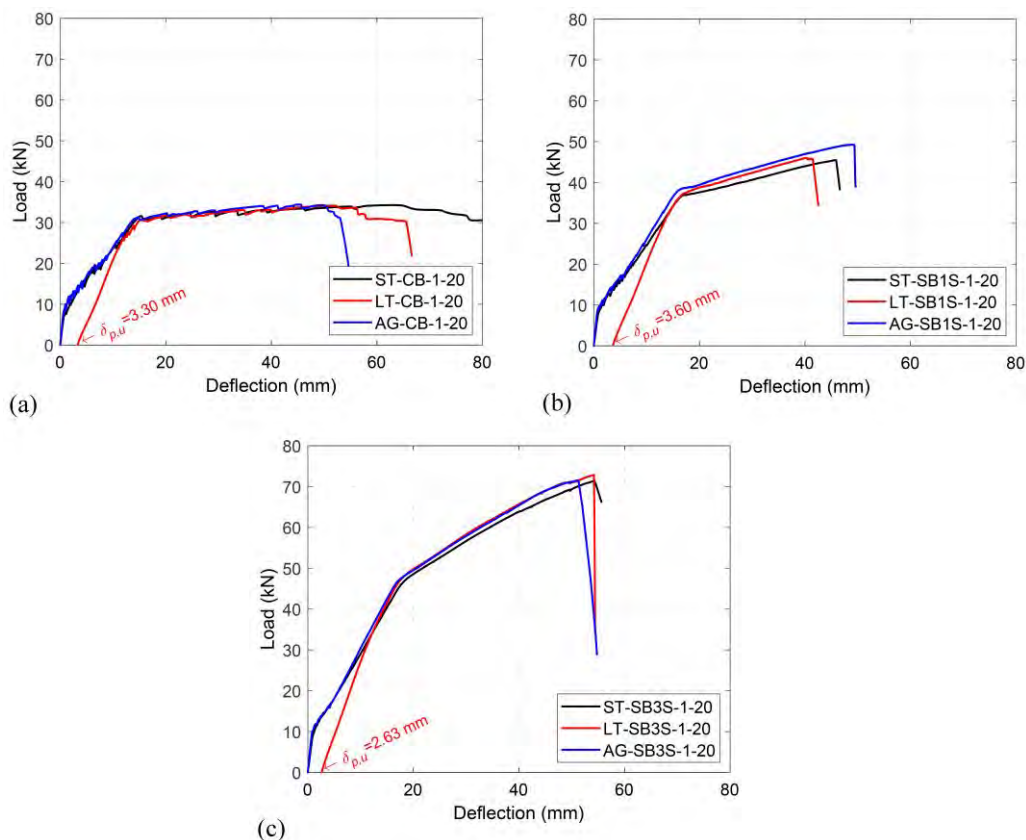 80
70
60
50
40
30
20
10
0
Load (kN)
ST-CB-1-20
LT-CB-1-20
AG-CB-1-20
← δp,u=3.30 mm
0 20 40 60 80
Deflection (mm)
(a)
80
70
60
50
40
30
20
10
0
Load (kN)
ST-SB1S-1-20
LT-SB1S-1-20
AG-SB1S-1-20
← δp,u=3.60 mm
0 20 40 60 80
Deflection (mm)
(b)
80
70
60
50
40
30
20
10
0
Load (kN)
ST-SB3S-1-20
LT-SB3S-1-20
AG-SB3S-1-20
← δp,u=2.63 mm
0 20 40 60 80
Deflection (mm)
(c)